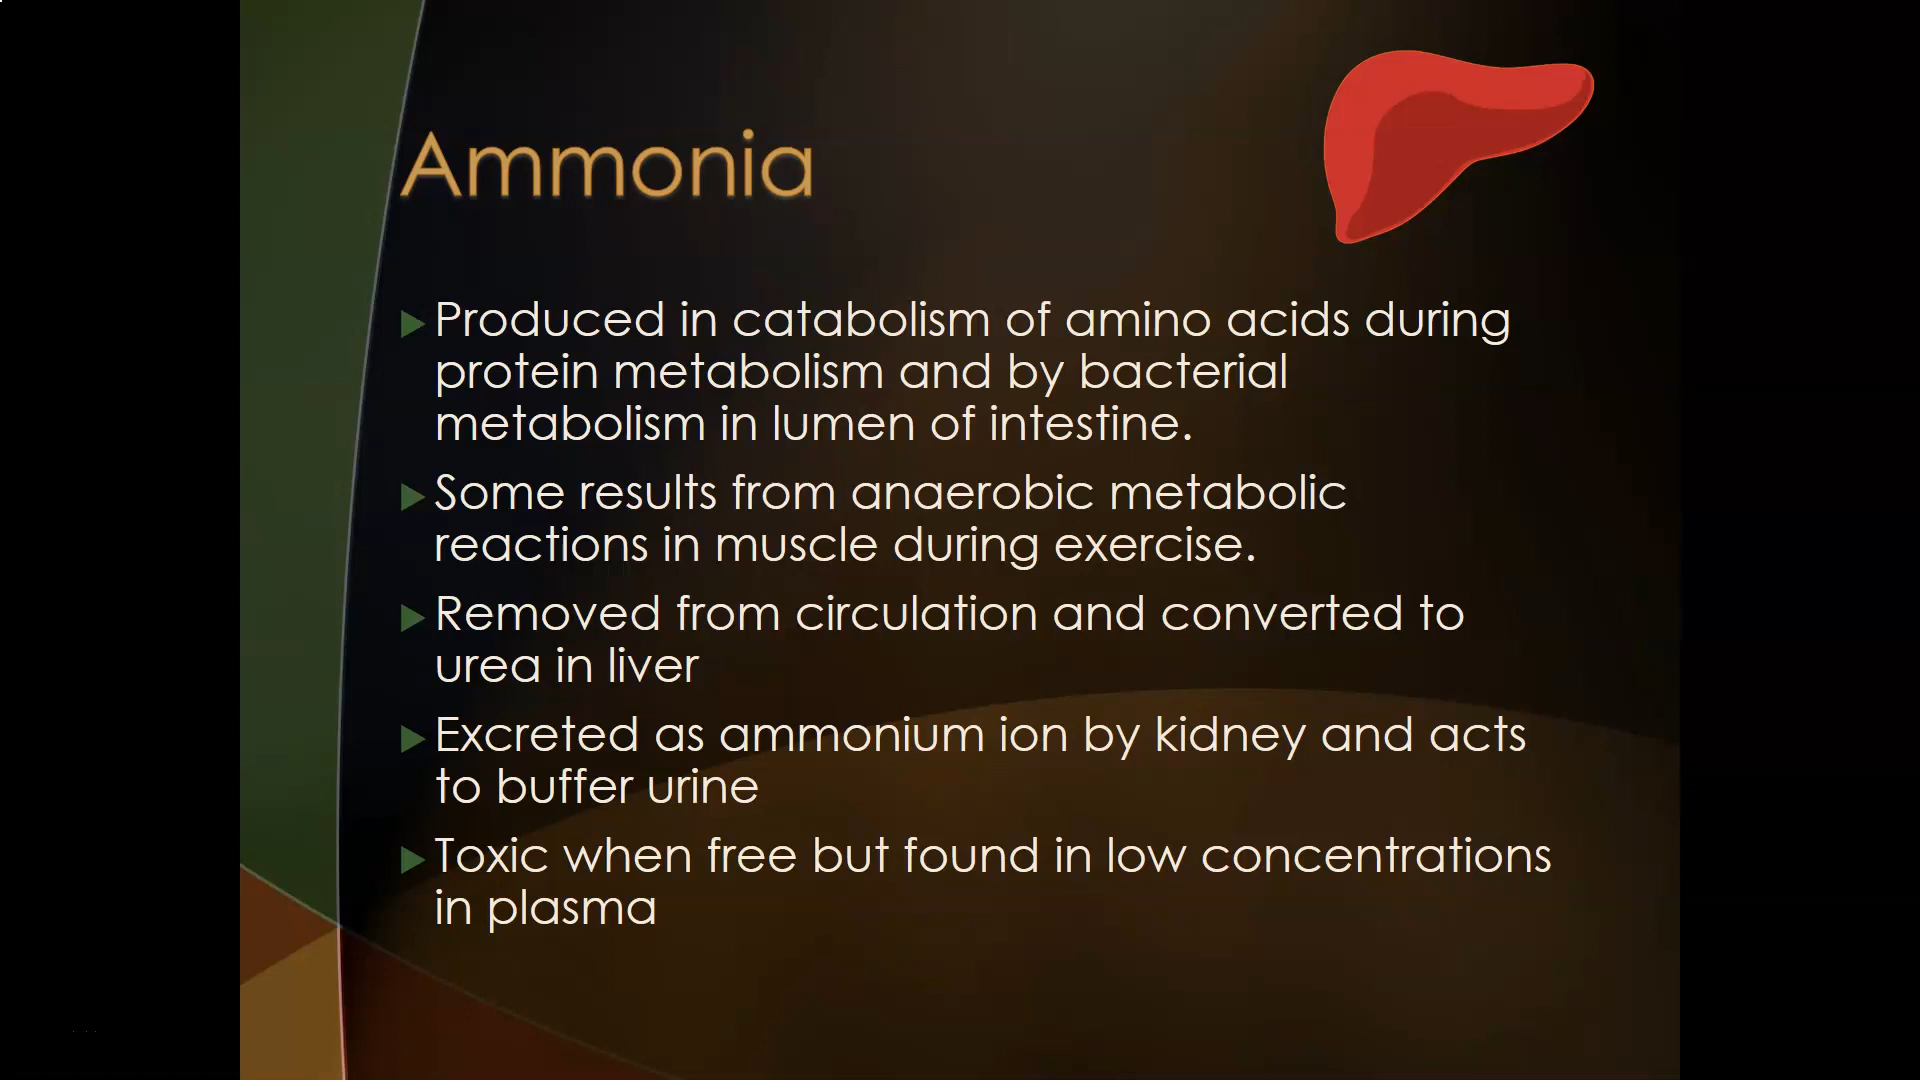 Ammonia
Produced in catabolism of amino acids during
protein metabolism and by bacterial
metabolism in lumen of intestine.
Some results from anaerobic metabolic
reactions in muscle during exercise.
Removed from circulation and converted to
urea in liver
Excreted as ammonium ion by kidney and acts
to buffer urine
Toxic when free but found in low concentrations
in plasma